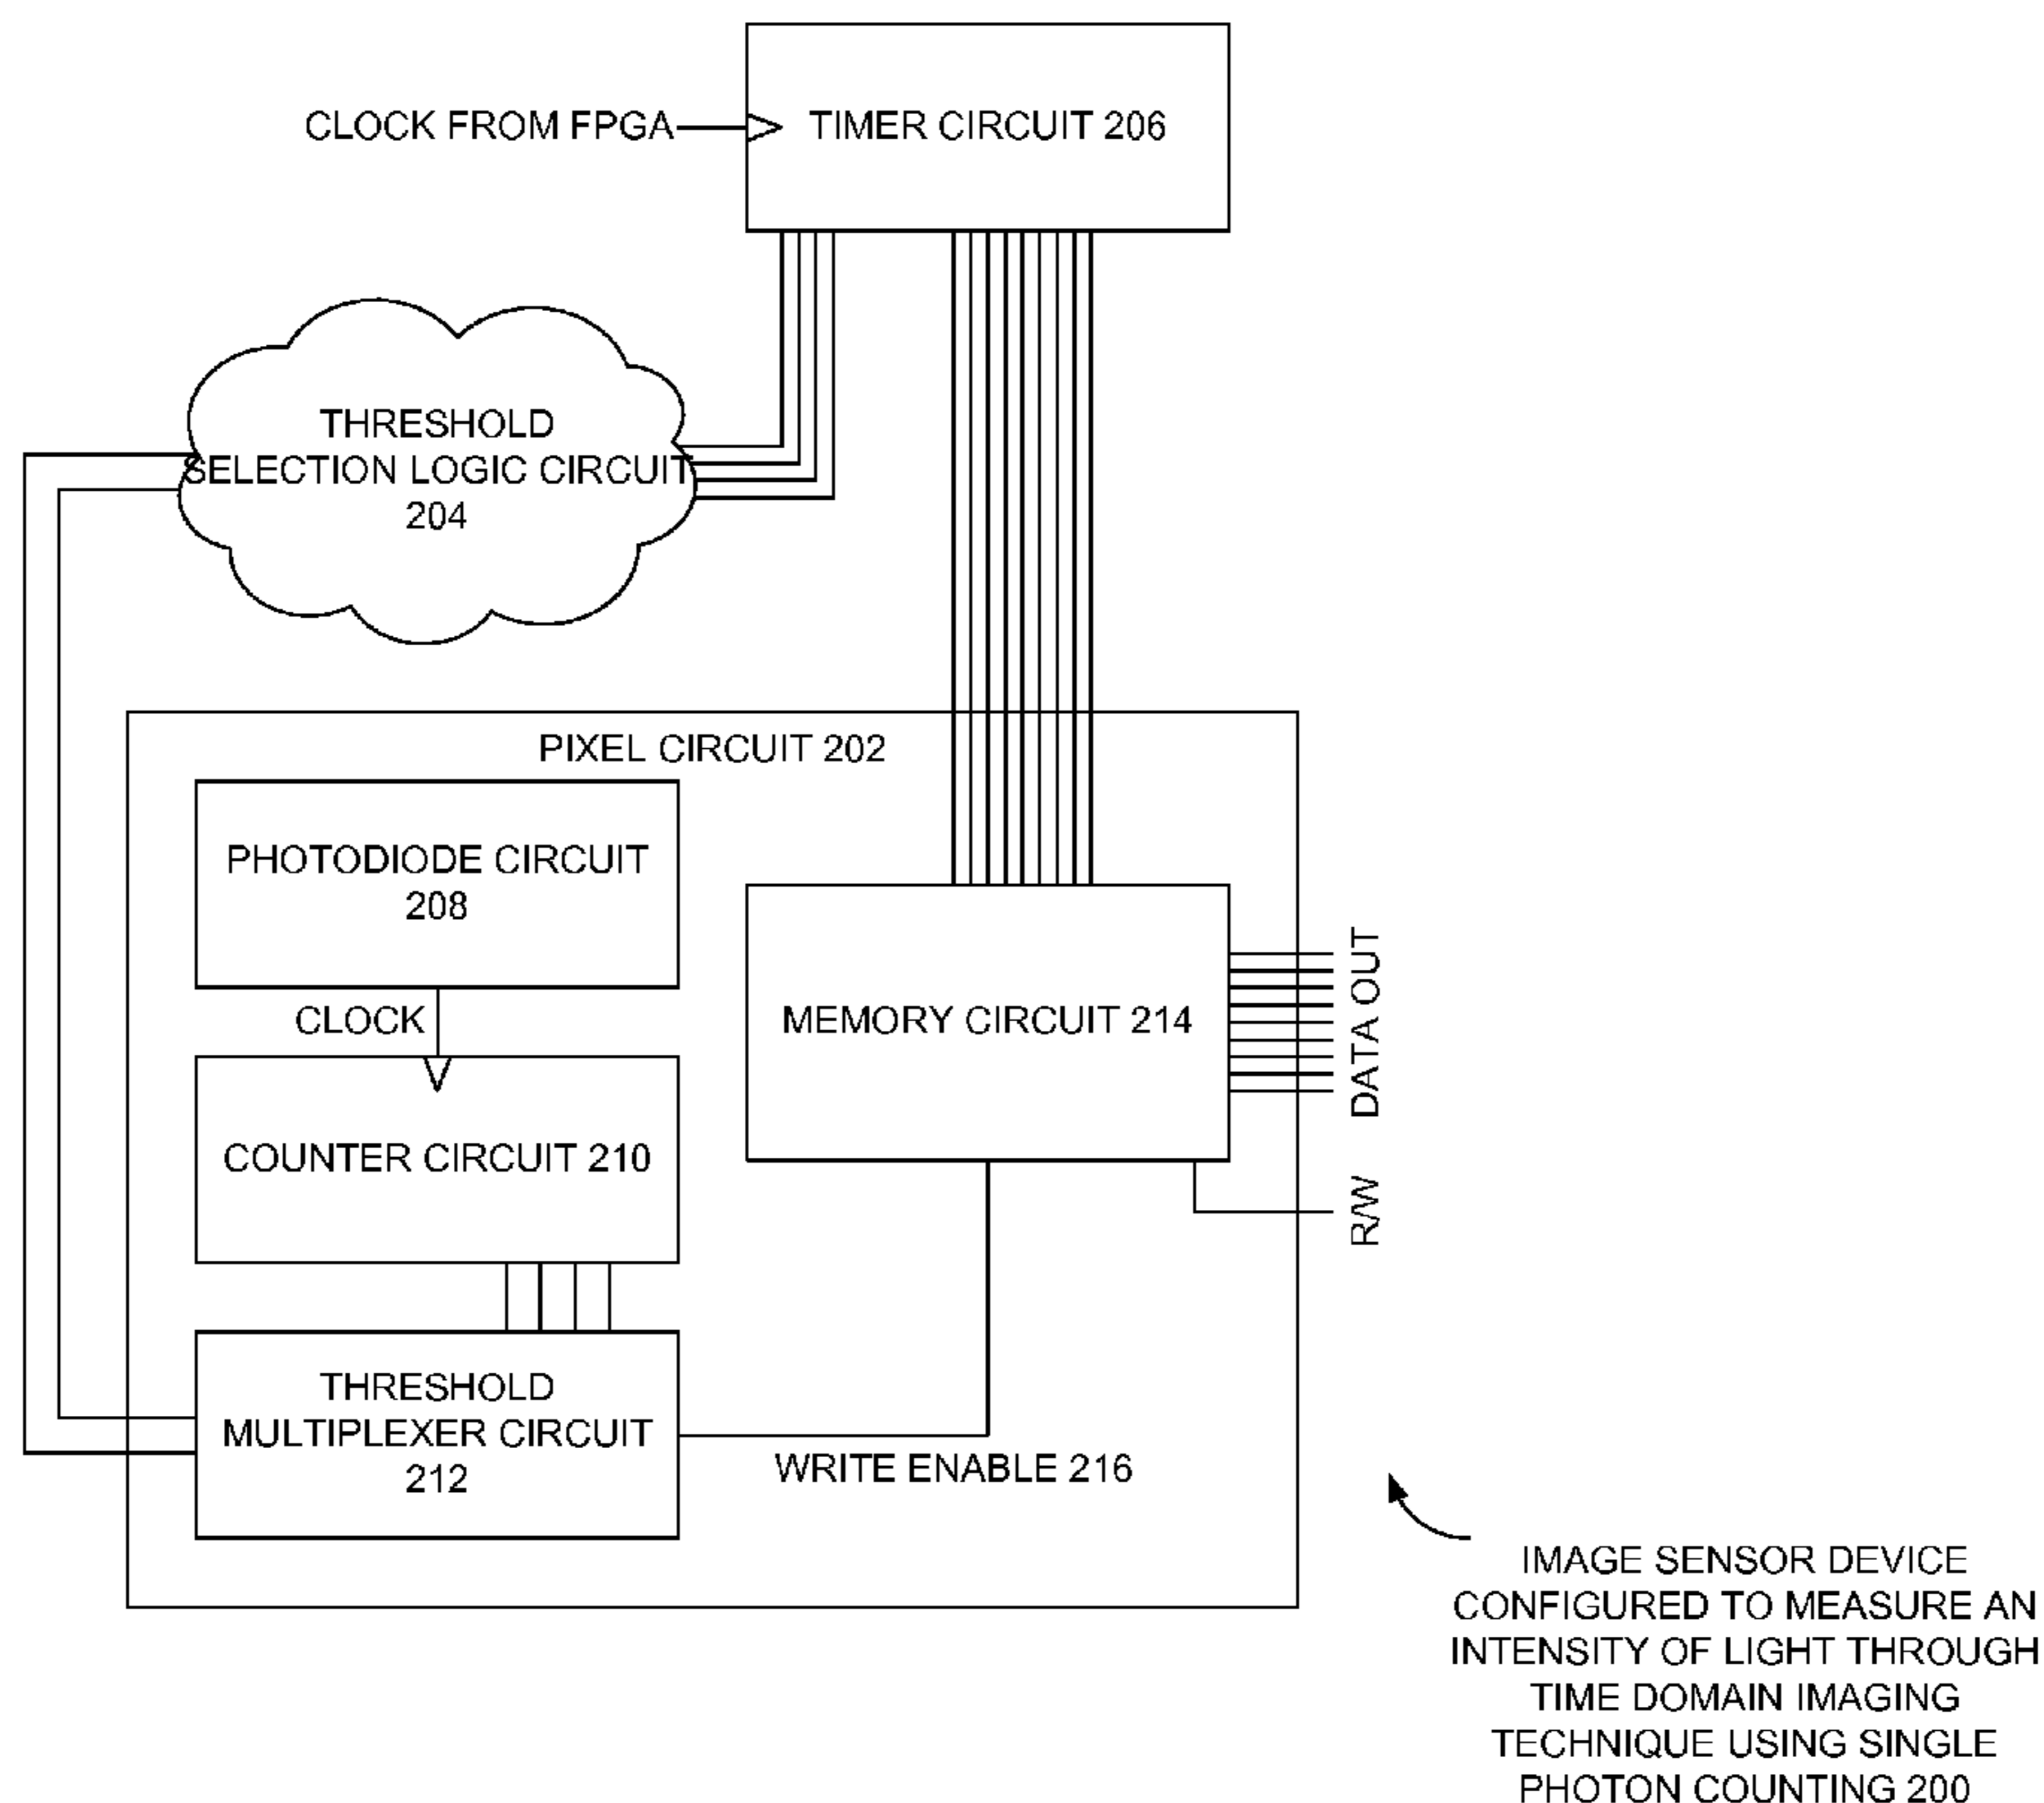 CLOCK FROM FPGA
TIMER CIRCUIT 206
THRESHOLD
SELECTION LOGIC CIRCUIT
204
PIXEL CIRCUIT 202
PHOTODIODE CIRCUIT
208
CLOCK
MEMORY CIRCUIT 214
DATA OUT
COUNTER CIRCUIT 210
R/W
THRESHOLD
MULTIPLEXER CIRCUIT
212
WRITE ENABLE 216
IMAGE SENSOR DEVICE
CONFIGURED TO MEASURE AN
INTENSITY OF LIGHT THROUGH
TIME DOMAIN IMAGING
TECHNIQUE USING SINGLE
PHOTON COUNTING 200